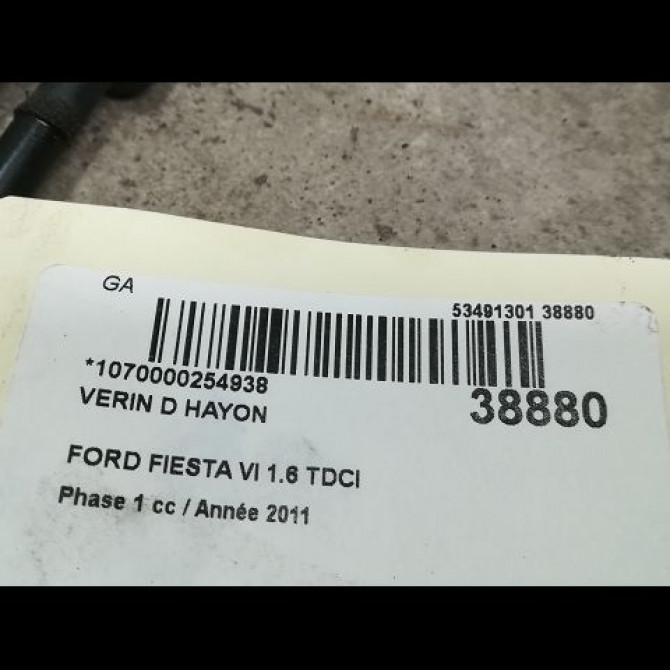 GA
53491301 38880
*1070000254938
38880
VERIN D HAYON
FORD FIESTA VI 1.6 TDCI
Phase 1 cc / Année 2011